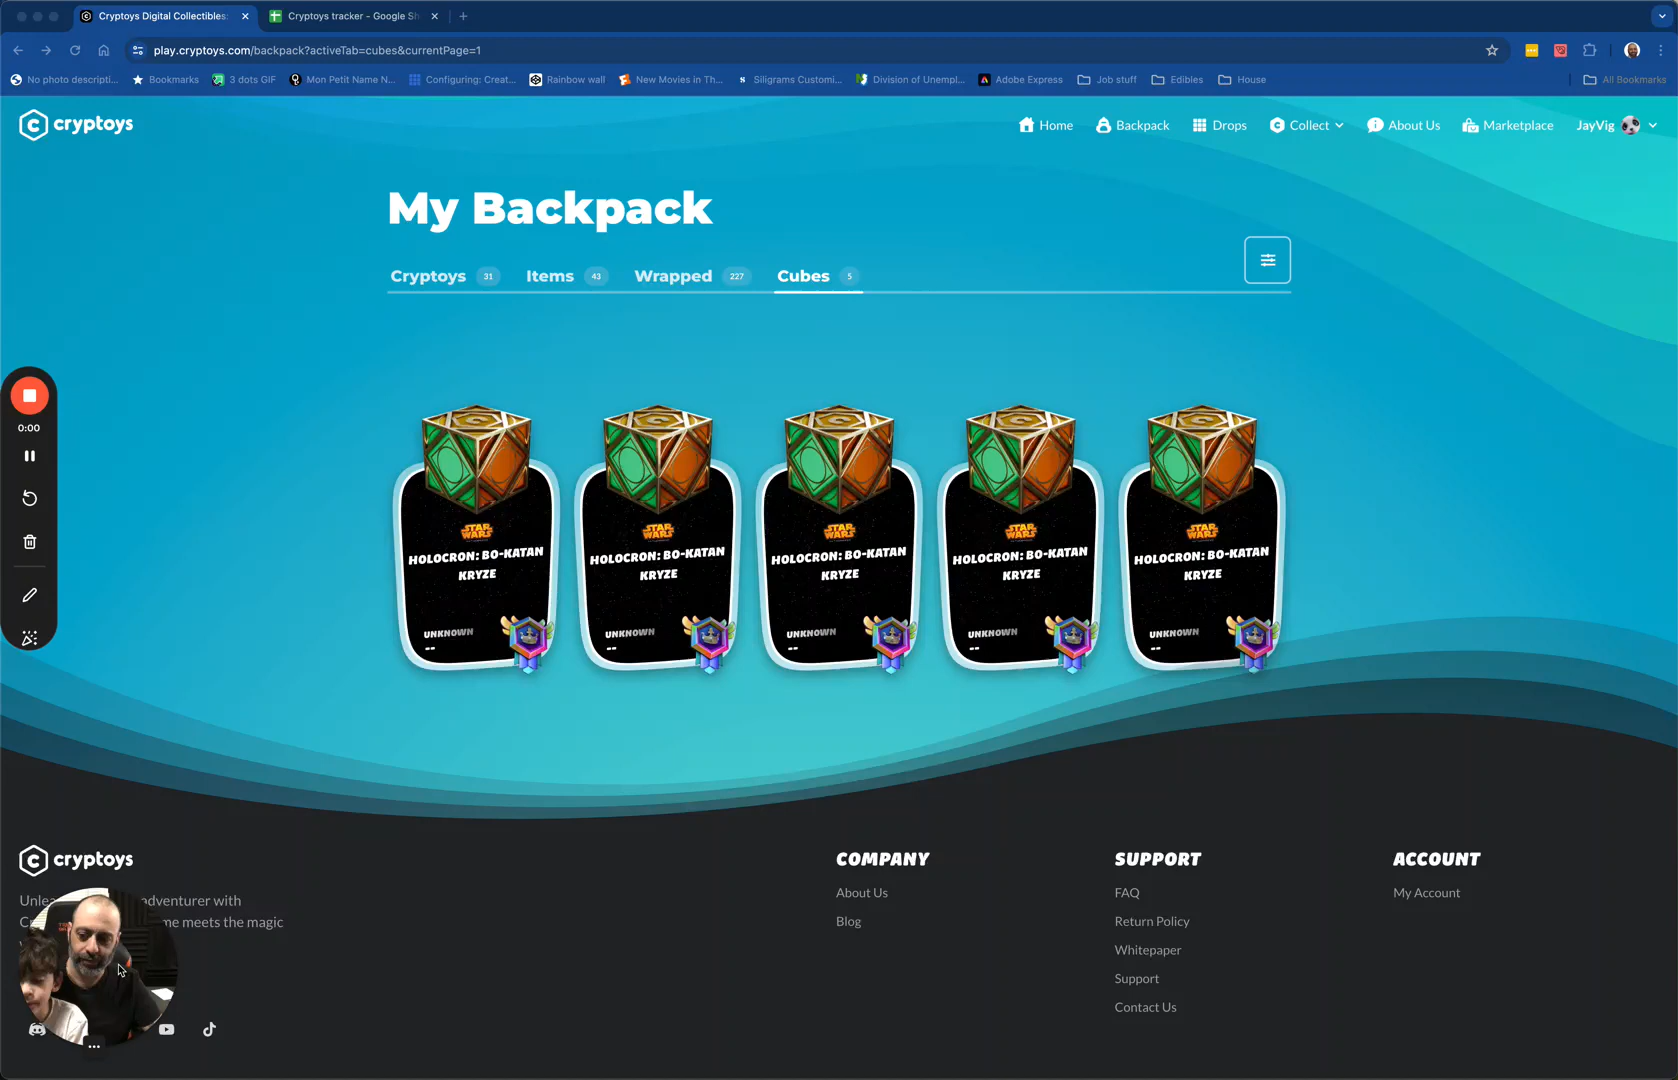 Cryptoys Digital Collectibles:
Cryptoys tracker - Google Sh
play.cryptoys.com/backpack?activeTab=cubes&currentPage=1
No photo descripti...
Bookmarks
3 dots GIF
Mon Petit Name N...
Configuring: Creat...
Rainbow wall
New Movies in Th...
Siligrams Customi...
Division of Unempl...
Adobe Express
Job stuff
Edibles
House
All Bookmarks
cryptoys
Home
Backpack
Drops
Collect
About Us
Marketplace
JayVig
My Backpack
Cryptoys 31
Items 43
Wrapped 227
Cubes 5
0:00
STAR WARS
HOLOCRON: BO-KATAN
KRYZE
UNKNOWN
--
STAR WARS
HOLOCRON: BO-KATAN
KRYZE
UNKNOWN
--
STAR WARS
HOLOCRON: BO-KATAN
KRYZE
UNKNOWN
--
STAR WARS
HOLOCRON: BO-KATAN
KRYZE
UNKNOWN
--
STAR WARS
HOLOCRON: BO-KATAN
KRYZE
UNKNOWN
--
cryptoys
adventurer with
me meets the magic
COMPANY
About Us
Blog
SUPPORT
FAQ
Return Policy
Whitepaper
Support
Contact Us
ACCOUNT
My Account